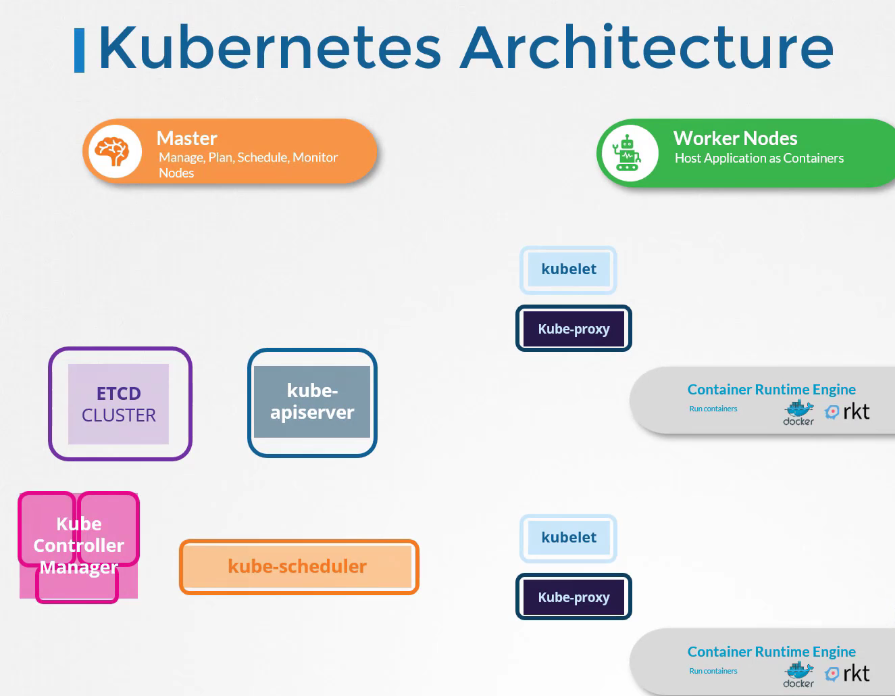 Kubernetes Architecture
Master
Manage, Plan, Schedule, Monitor
Nodes
Worker Nodes
Host Application as Containers
kubelet
Kube-proxy
ETCD
CLUSTER
kube-
apiserver
Container Runtime Engine
Run containers
docker
rkt
Kube
Controller
Manager
kube-scheduler
kubelet
Kube-proxy
Container Runtime Engine
Run containers
docker
rkt